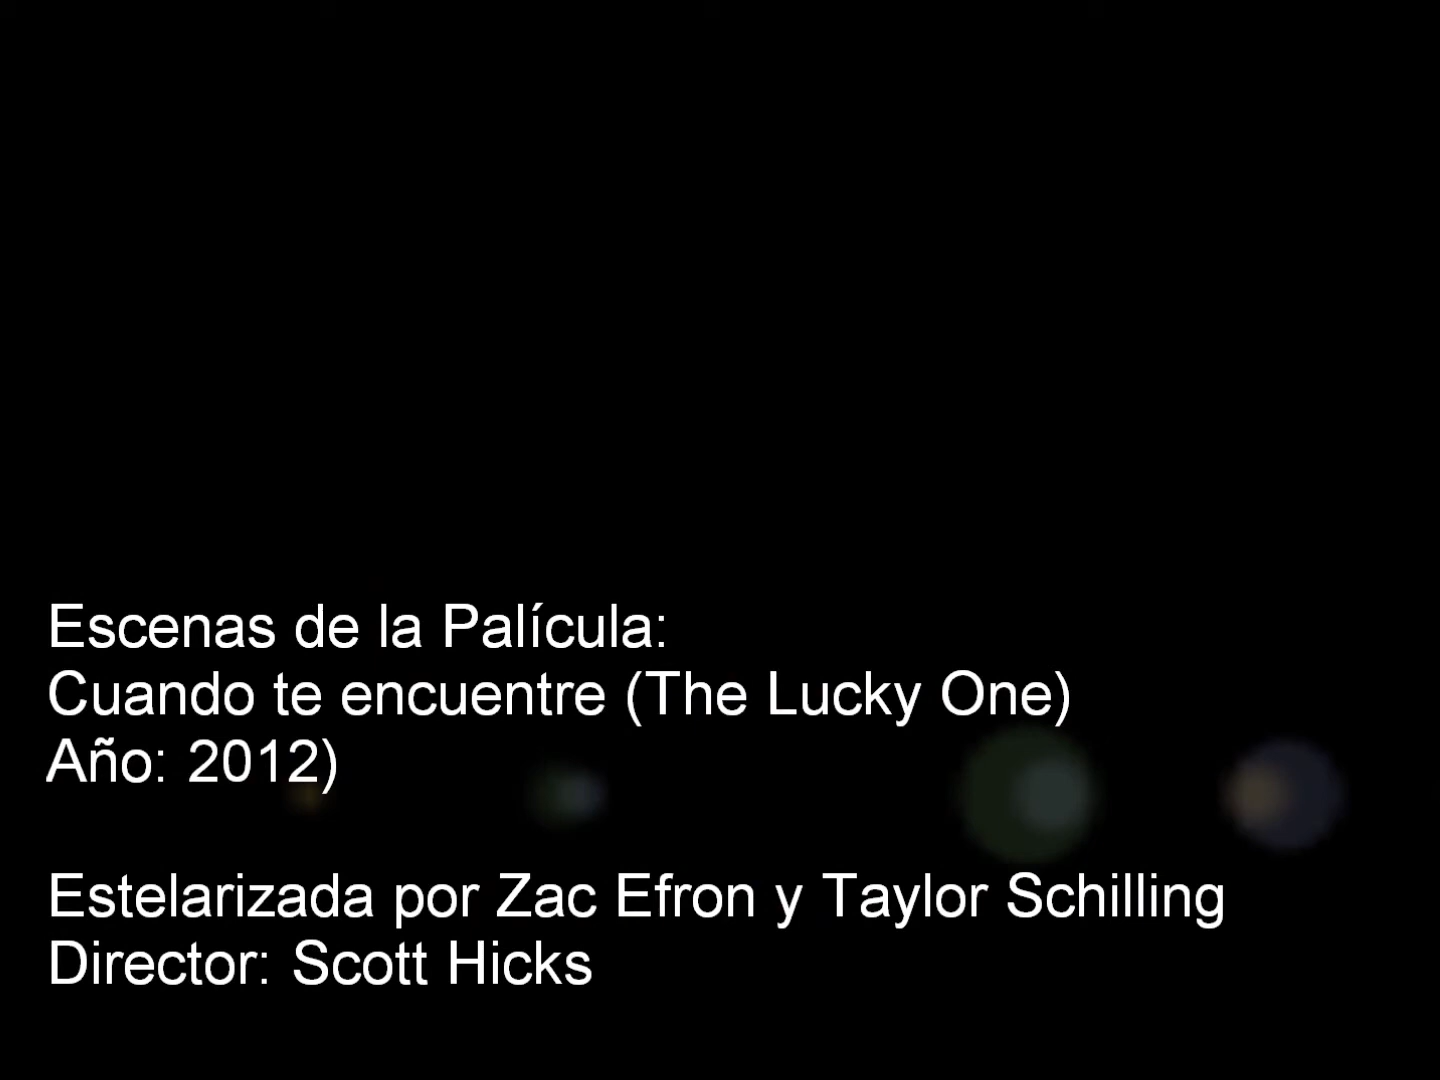 Escenas de la Palícula:
Cuando te encuentre (The Lucky One)
Año: 2012)
Estelarizada por Zac Efron y Taylor Schilling
Director: Scott Hicks